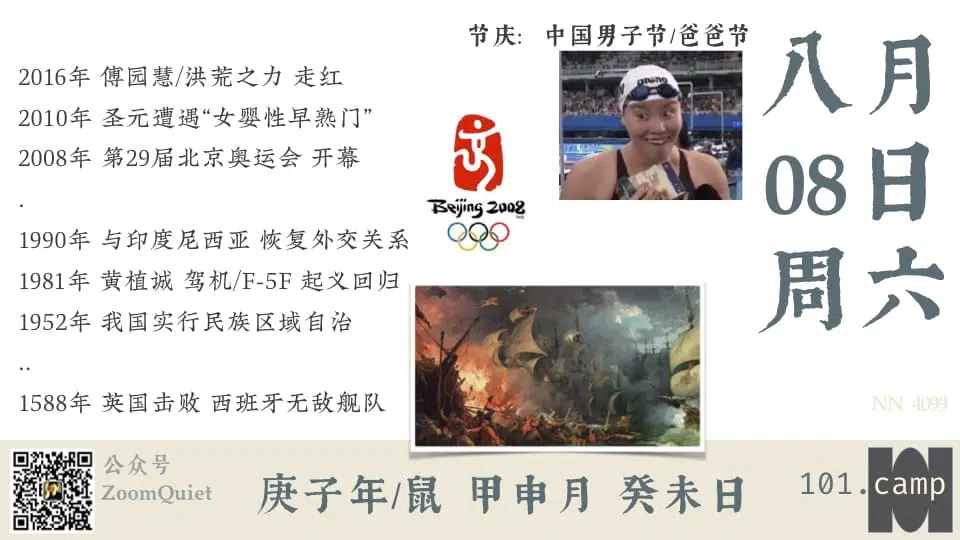 节庆: 中国男子节/爸爸节
2016年 傅园慧/洪荒之力 走红
2010年 圣元遭遇“女婴性早熟门”
2008年 第29届北京奥运会 开幕
.
1990年 与印度尼西亚 恢复外交关系
1981年 黄植诚 驾机/F-5F 起义回归
1952年 我国实行民族区域自治
..
1588年 英国击败 西班牙无敌舰队
arena
Beijing 2008
八月
08日
周六
NN 4099
公众号
ZoomQuiet
庚子年/鼠 甲申月 癸未日
101.camp